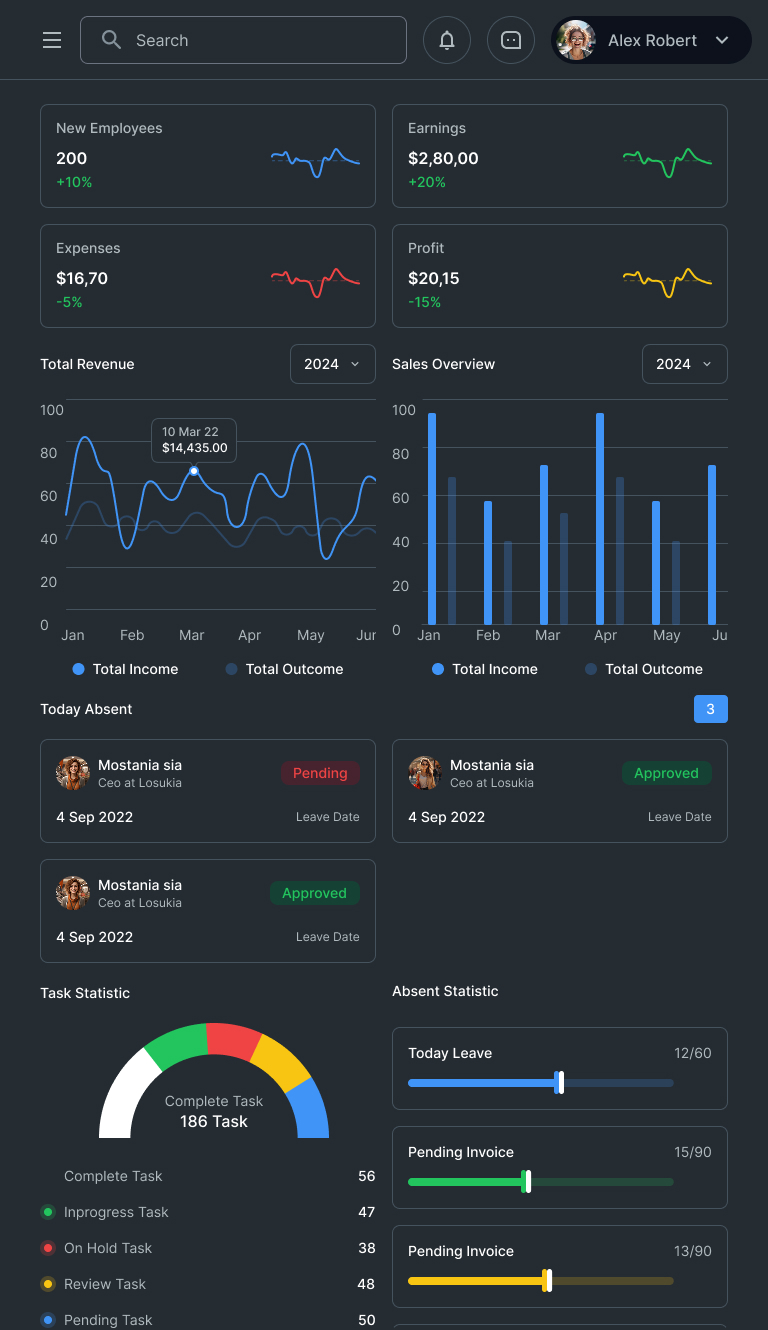 Search
Alex Robert
New Employees
200
+10%
Earnings
$2,80,00
+20%
Expenses
$16,70
-5%
Profit
$20,15
-15%
Total Revenue
2024
100
80
60
40
20
0
10 Mar 22
$14,435.00
Jan Feb Mar Apr May Jun
Total Income Total Outcome
Sales Overview
2024
100
80
60
40
20
0
Jan Feb Mar Apr May Ju
Total Income Total Outcome
Today Absent
3
Mostania sia
Ceo at Losukia
Pending
4 Sep 2022
Leave Date
Mostania sia
Ceo at Losukia
Approved
4 Sep 2022
Leave Date
Mostania sia
Ceo at Losukia
Approved
4 Sep 2022
Leave Date
Task Statistic
Complete Task
186 Task
Complete Task 56
Inprogress Task 47
On Hold Task 38
Review Task 48
Pending Task 50
Absent Statistic
Today Leave 12/60
Pending Invoice 15/90
Pending Invoice 13/90